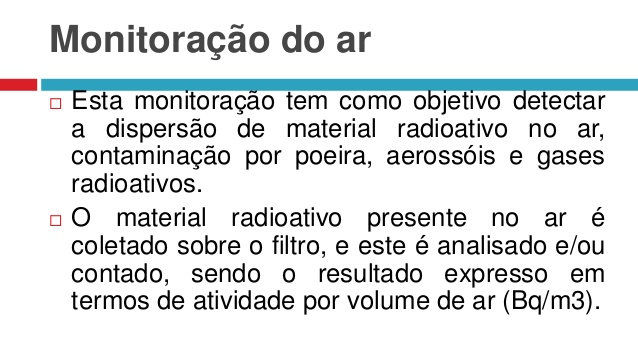 Monitoração do ar
□ Esta monitoração tem como objetivo detectar
a dispersão de material radioativo no ar,
contaminação por poeira, aerossóis e gases
radioativos.
□ O material radioativo presente no ar é
coletado sobre o filtro, e este é analisado e/ou
contado, sendo o resultado expresso em
termos de atividade por volume de ar (Bq/m3).